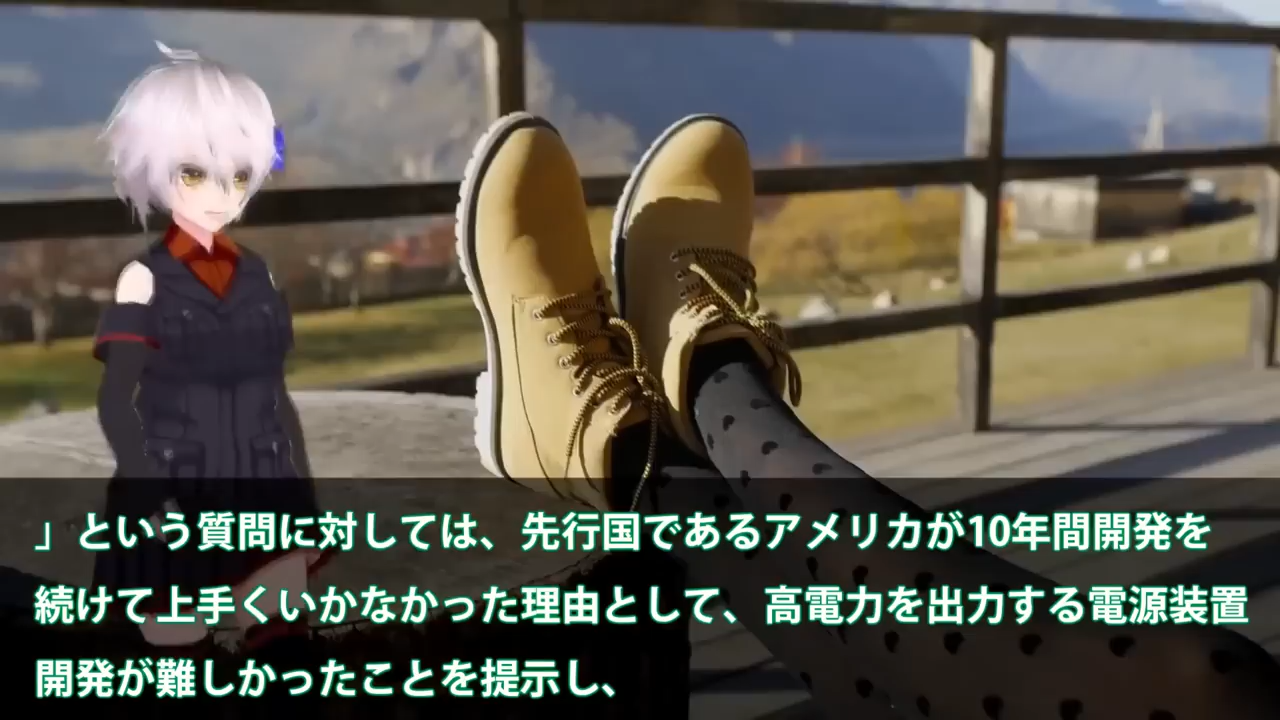 」という質問に対しては、先行国であるアメリカが10年間開発を
続けて上手くいかなかった理由として、高電力を出力する電源装置
開発が難しかったことを提示し、